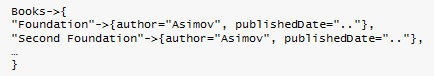 Books->{
"Foundation"->{author="Asimov", publishedDate=".."},
"Second Foundation"->{author="Asimov", publishedDate=".."},
…
}